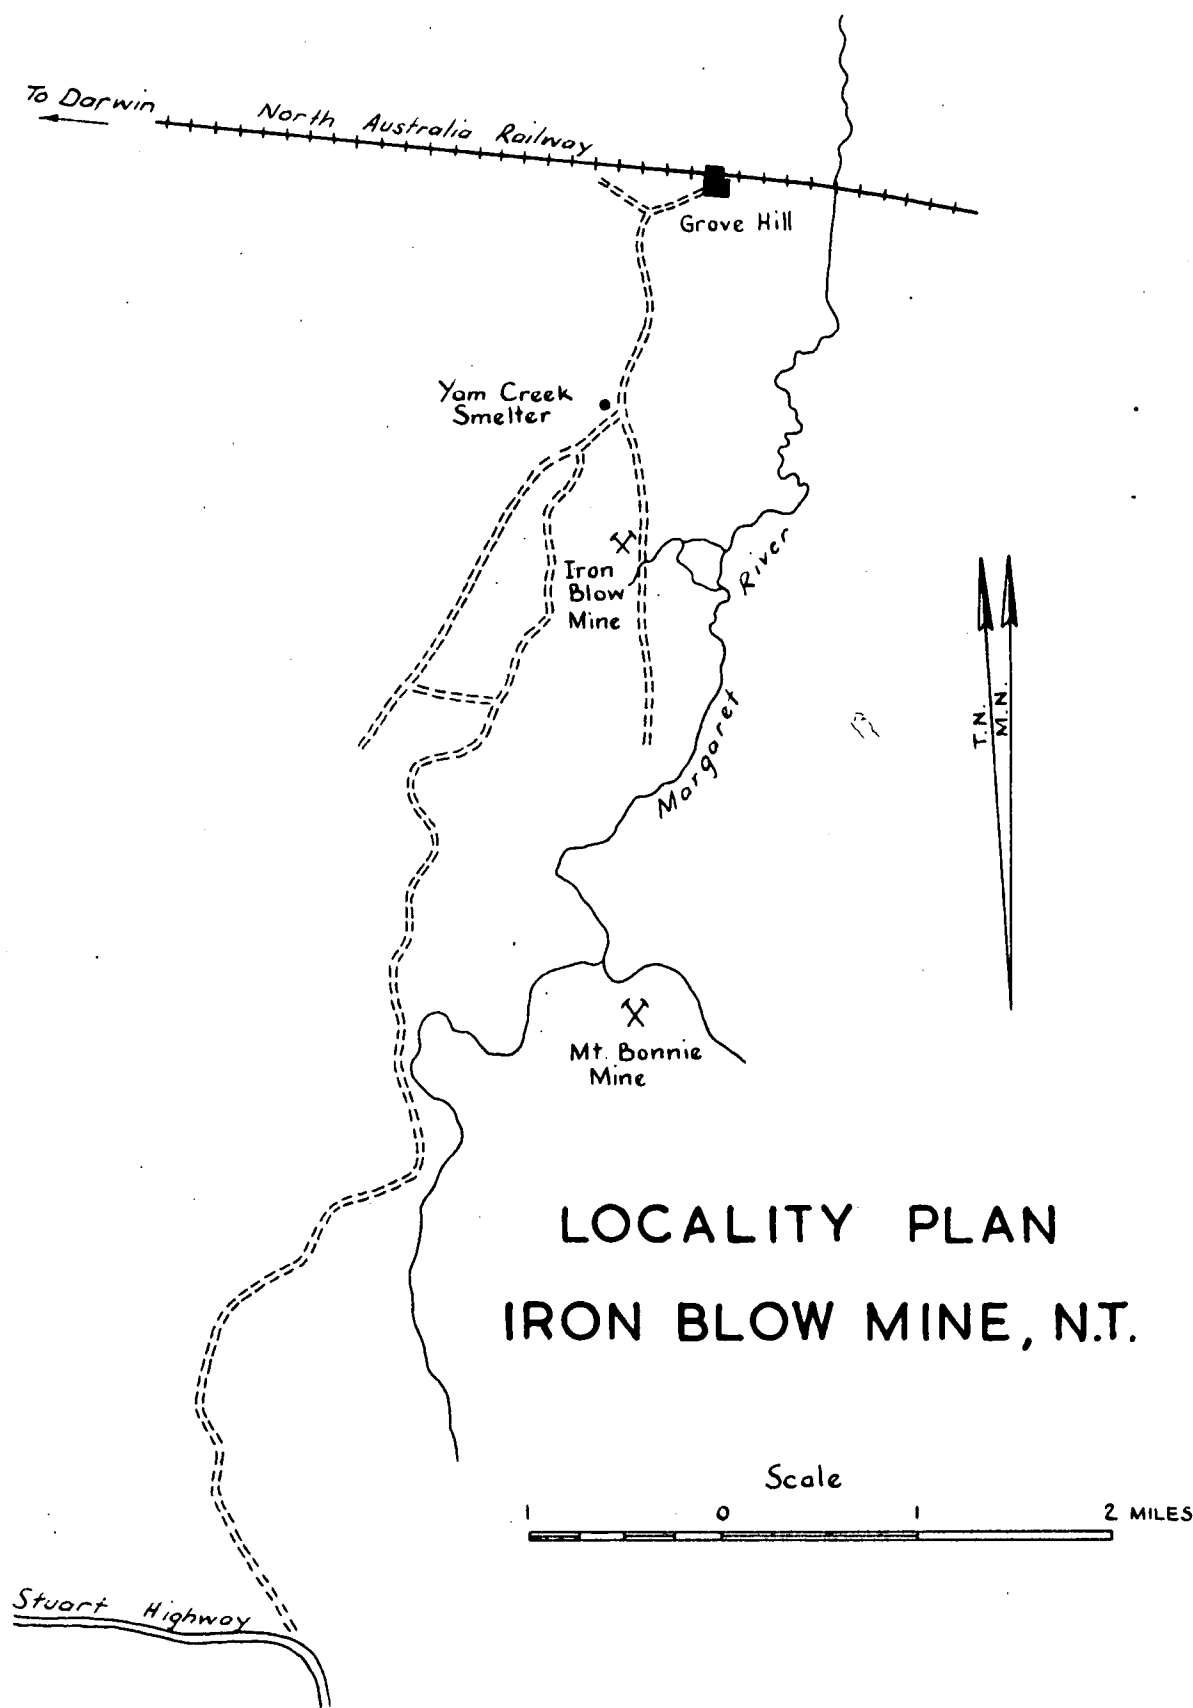 To Darwin
North Australia Railway
Grove Hill
Yam Creek
Smelter
Iron
Blow
Mine
River
Margaret
T.N.
M.N.
Mt. Bonnie
Mine
LOCALITY PLAN
IRON BLOW MINE, N.T.
Scale
1 0 1 2 MILES
Stuart Highway